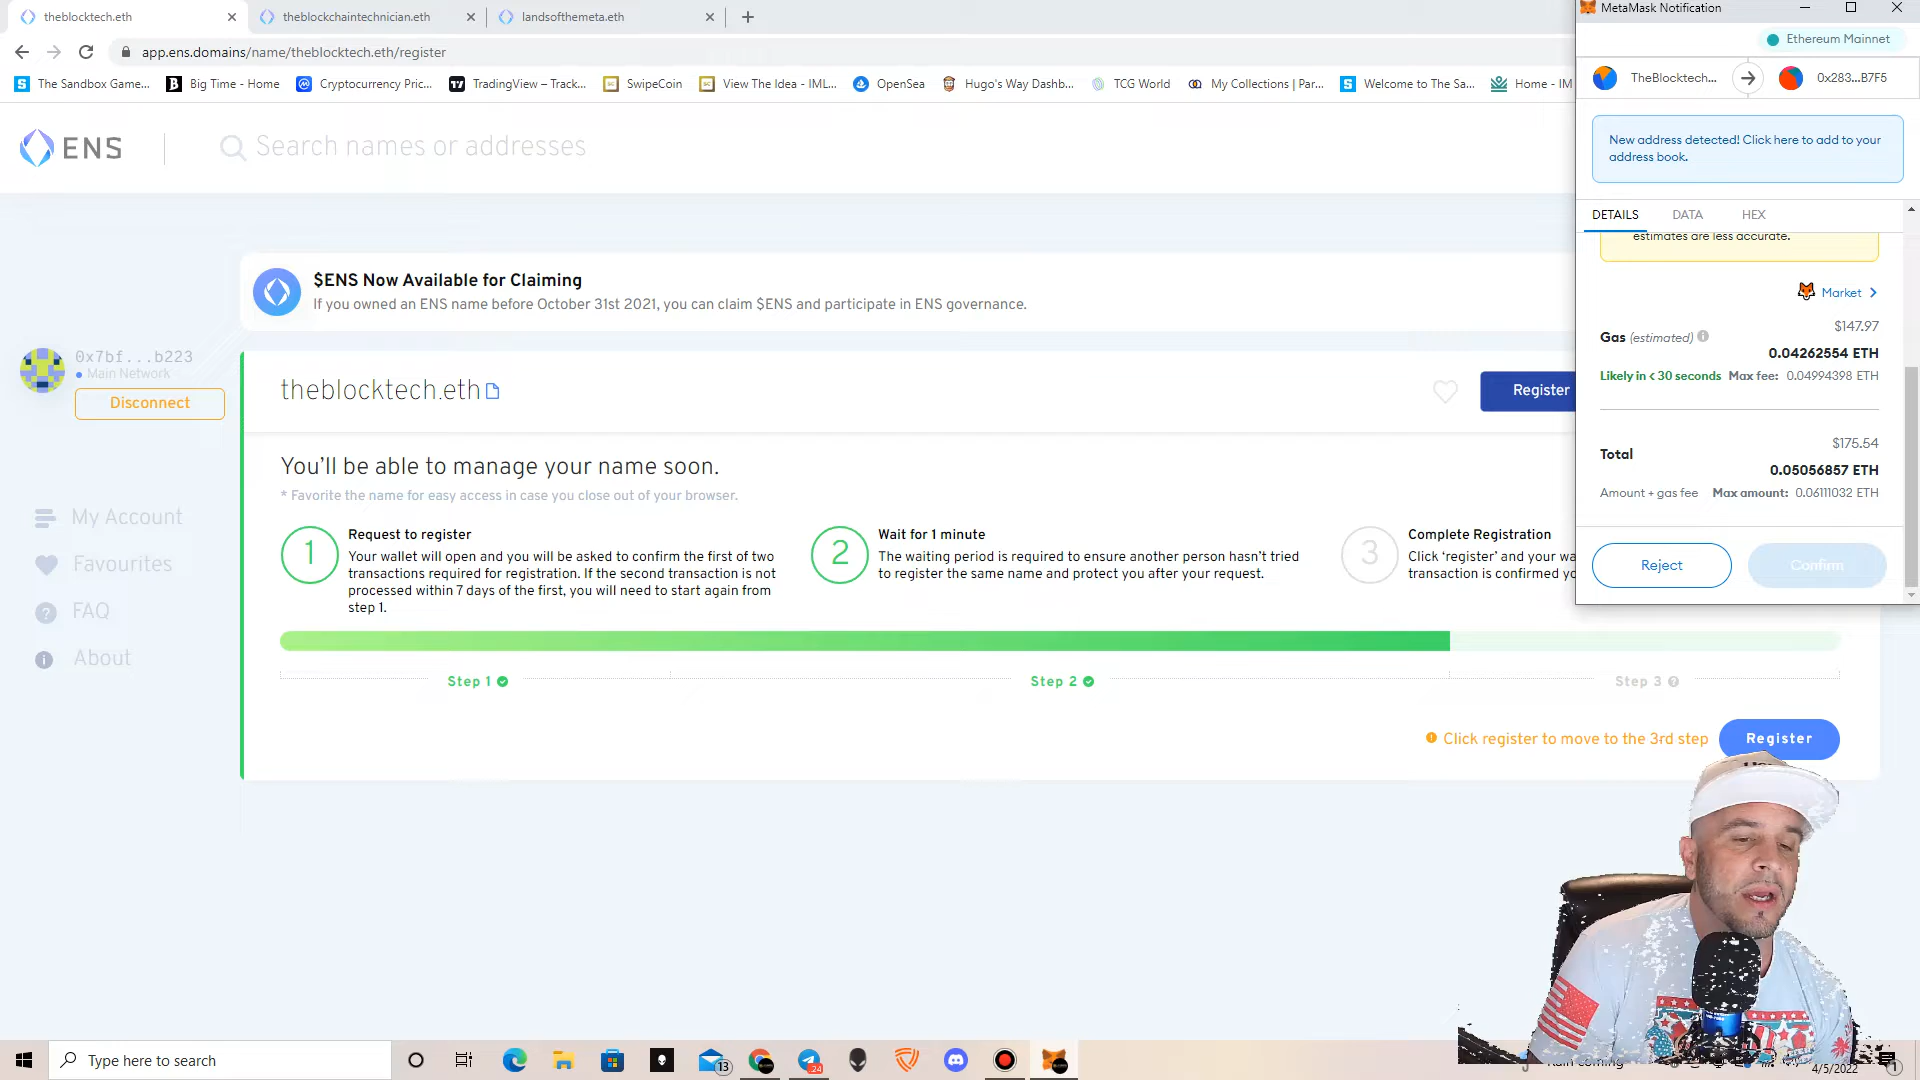 theblocktech.eth
theblockchaintechnician.eth
landsofthemeta.eth
app.ens.domains/name/theblocktech.eth/register
The Sandbox Game...
Big Time - Home
Cryptocurrency Pric...
TradingView – Track...
SwipeCoin
View The Idea - IML...
OpenSea
Hugo's Way Dashb...
TCG World
My Collections | Par...
Welcome to The Sa...
Home - IM
ENS
Search names or addresses
$ENS Now Available for Claiming
If you owned an ENS name before October 31st 2021, you can claim $ENS and participate in ENS governance.
0x7bf...b223
Main Network
Disconnect
My Account
Favourites
FAQ
About
theblocktech.eth
Register
You'll be able to manage your name soon.
* Favorite the name for easy access in case you close out of your browser.
1
Request to register
Your wallet will open and you will be asked to confirm the first of two
transactions required for registration. If the second transaction is not
processed within 7 days of the first, you will need to start again from
step 1.
2
Wait for 1 minute
The waiting period is required to ensure another person hasn't tried
to register the same name and protect you after your request.
3
Complete Registration
Click 'register' and your wa
transaction is confirmed yo
Step 1
Step 2
Step 3
Click register to move to the 3rd step
Register
MetaMask Notification
Ethereum Mainnet
TheBlocktech...
0x283...B7F5
New address detected! Click here to add to your
address book.
DETAILS
DATA
HEX
estimates are less accurate.
Market
$147.97
Gas (estimated)
0.04262554 ETH
Likely in < 30 seconds
Max fee: 0.04994398 ETH
$175.54
Total
0.05056857 ETH
Amount + gas fee
Max amount: 0.06111032 ETH
Reject
Confirm
Type here to search
13
24
4/5/2022
1